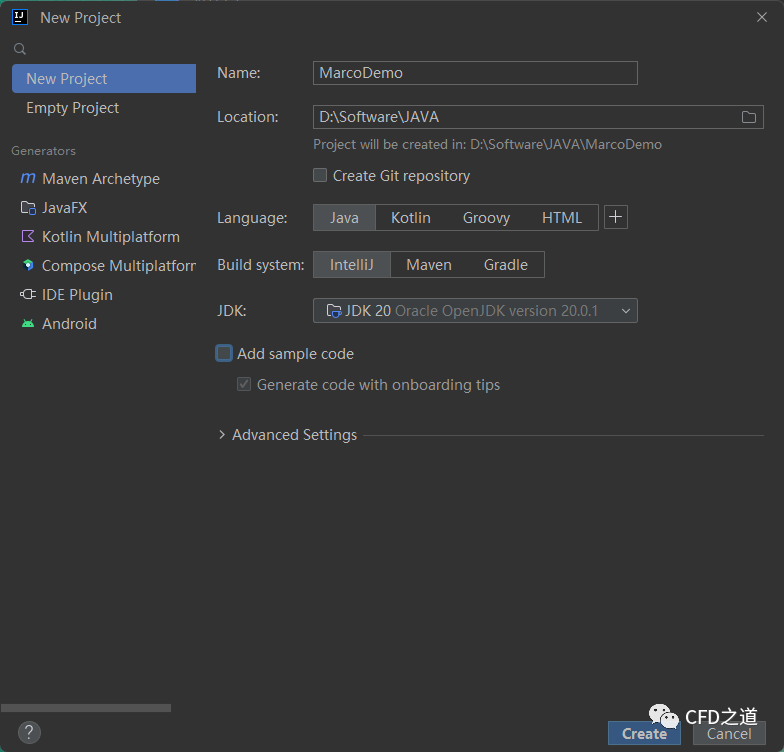 New Project
New Project
Empty Project
Generators
Maven Archetype
JavaFX
Kotlin Multiplatform
Compose Multiplatforr
IDE Plugin
Android
Name:
MarcoDemo
Location:
D:\Software\JAVA
Project will be created in: D:\Software\JAVA\MarcoDemo
Create Git repository
Language:
Java Kotlin Groovy HTML +
Build system:
IntelliJ Maven Gradle
JDK:
JDK 20 Oracle OpenJDK version 20.0.1
Add sample code
Generate code with onboarding tips
Advanced Settings
?
CFD之道
Create
Cancel